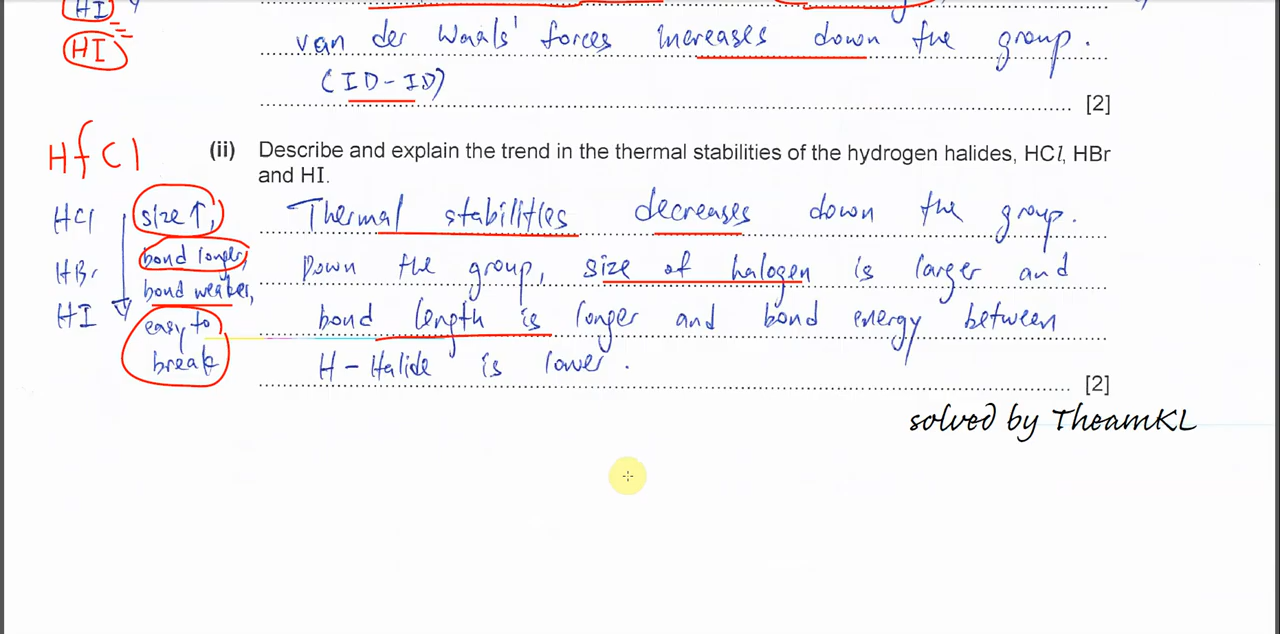 HI
HI
van der Waals' forces increases down the group.
(ID-ID)
[2]
HfCl
(ii) Describe and explain the trend in the thermal stabilities of the hydrogen halides, HCl, HBr
and HI.
HCl
HBr
HI
size ↑,
bond longer,
bond weaker,
easy to
break
Thermal stabilities decreases down the group.
Down the group, size of halogen is larger and
bond length is longer and bond energy between
H-Halide is lower.
[2]
solved by TheamKL